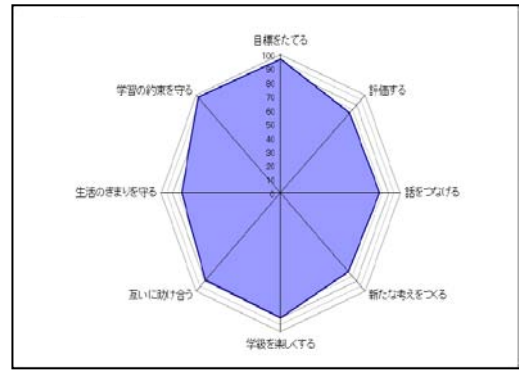 目標をたてる
100
90
80
70
60
50
40
30
20
10
0
評価する
話をつなげる
新たな考えをつくる
学級を楽しくする
互いに助け合う
生活のきまりを守る
学習の約束を守る